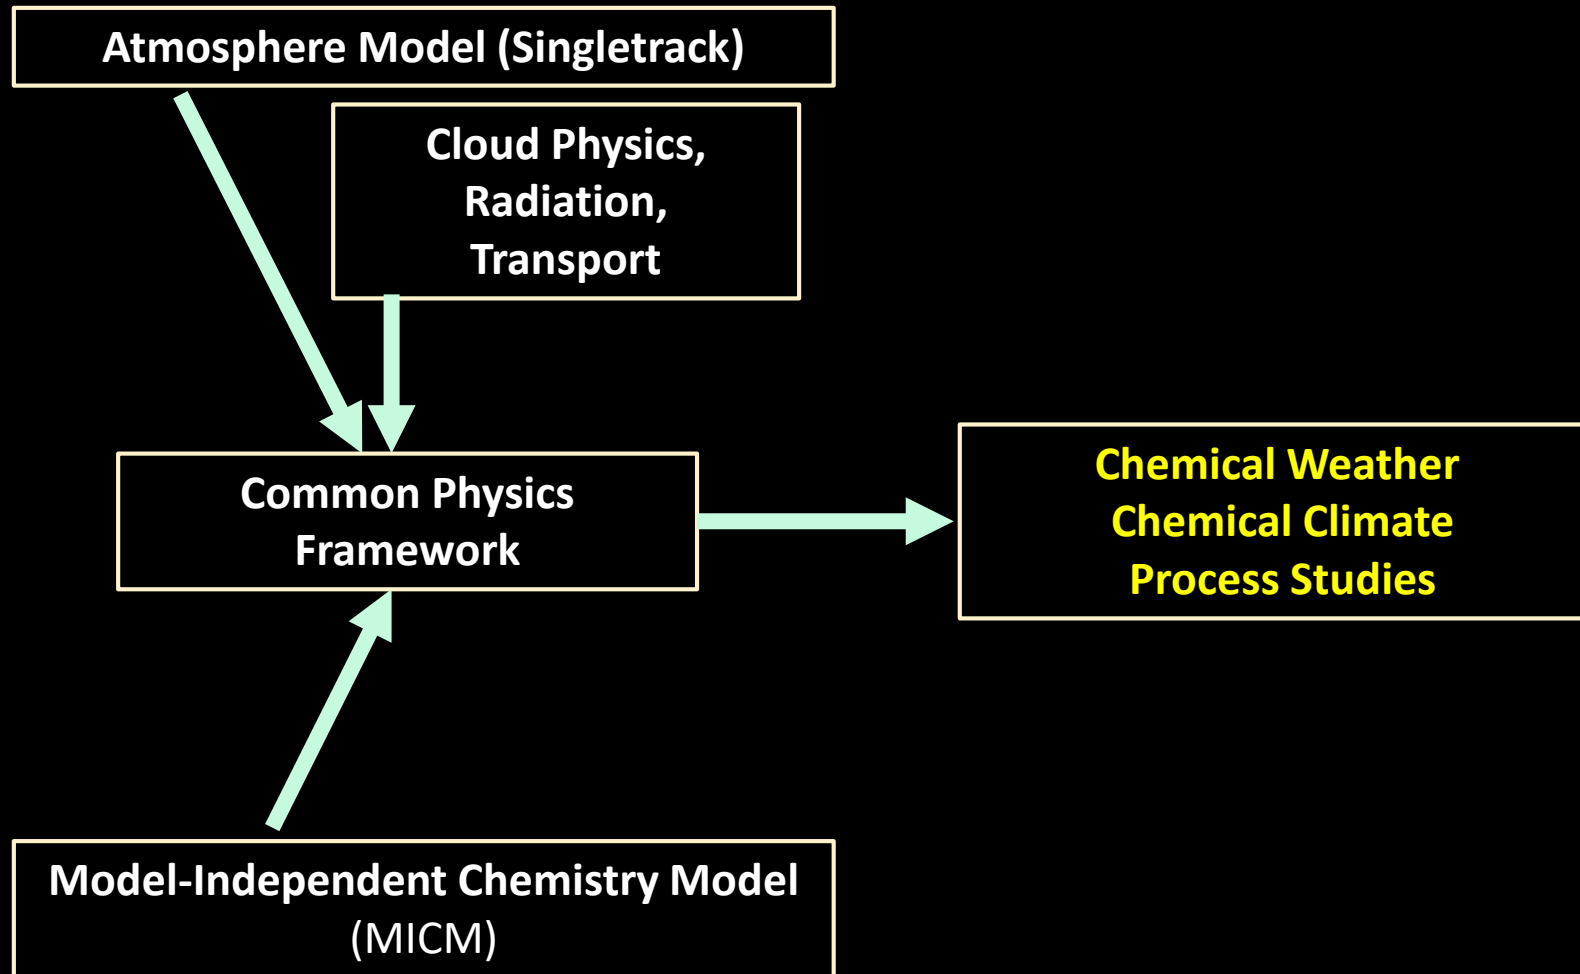 Atmosphere Model (Singletrack)
Cloud Physics,
Radiation,
Transport
Common Physics
Framework
Chemical Weather
Chemical Climate
Process Studies
Model-Independent Chemistry Model
(MICM)